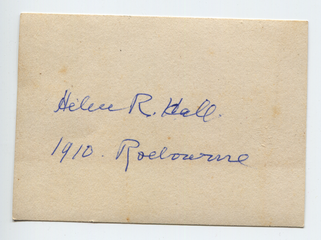 Helen R. Hall.
1910. Roebourne